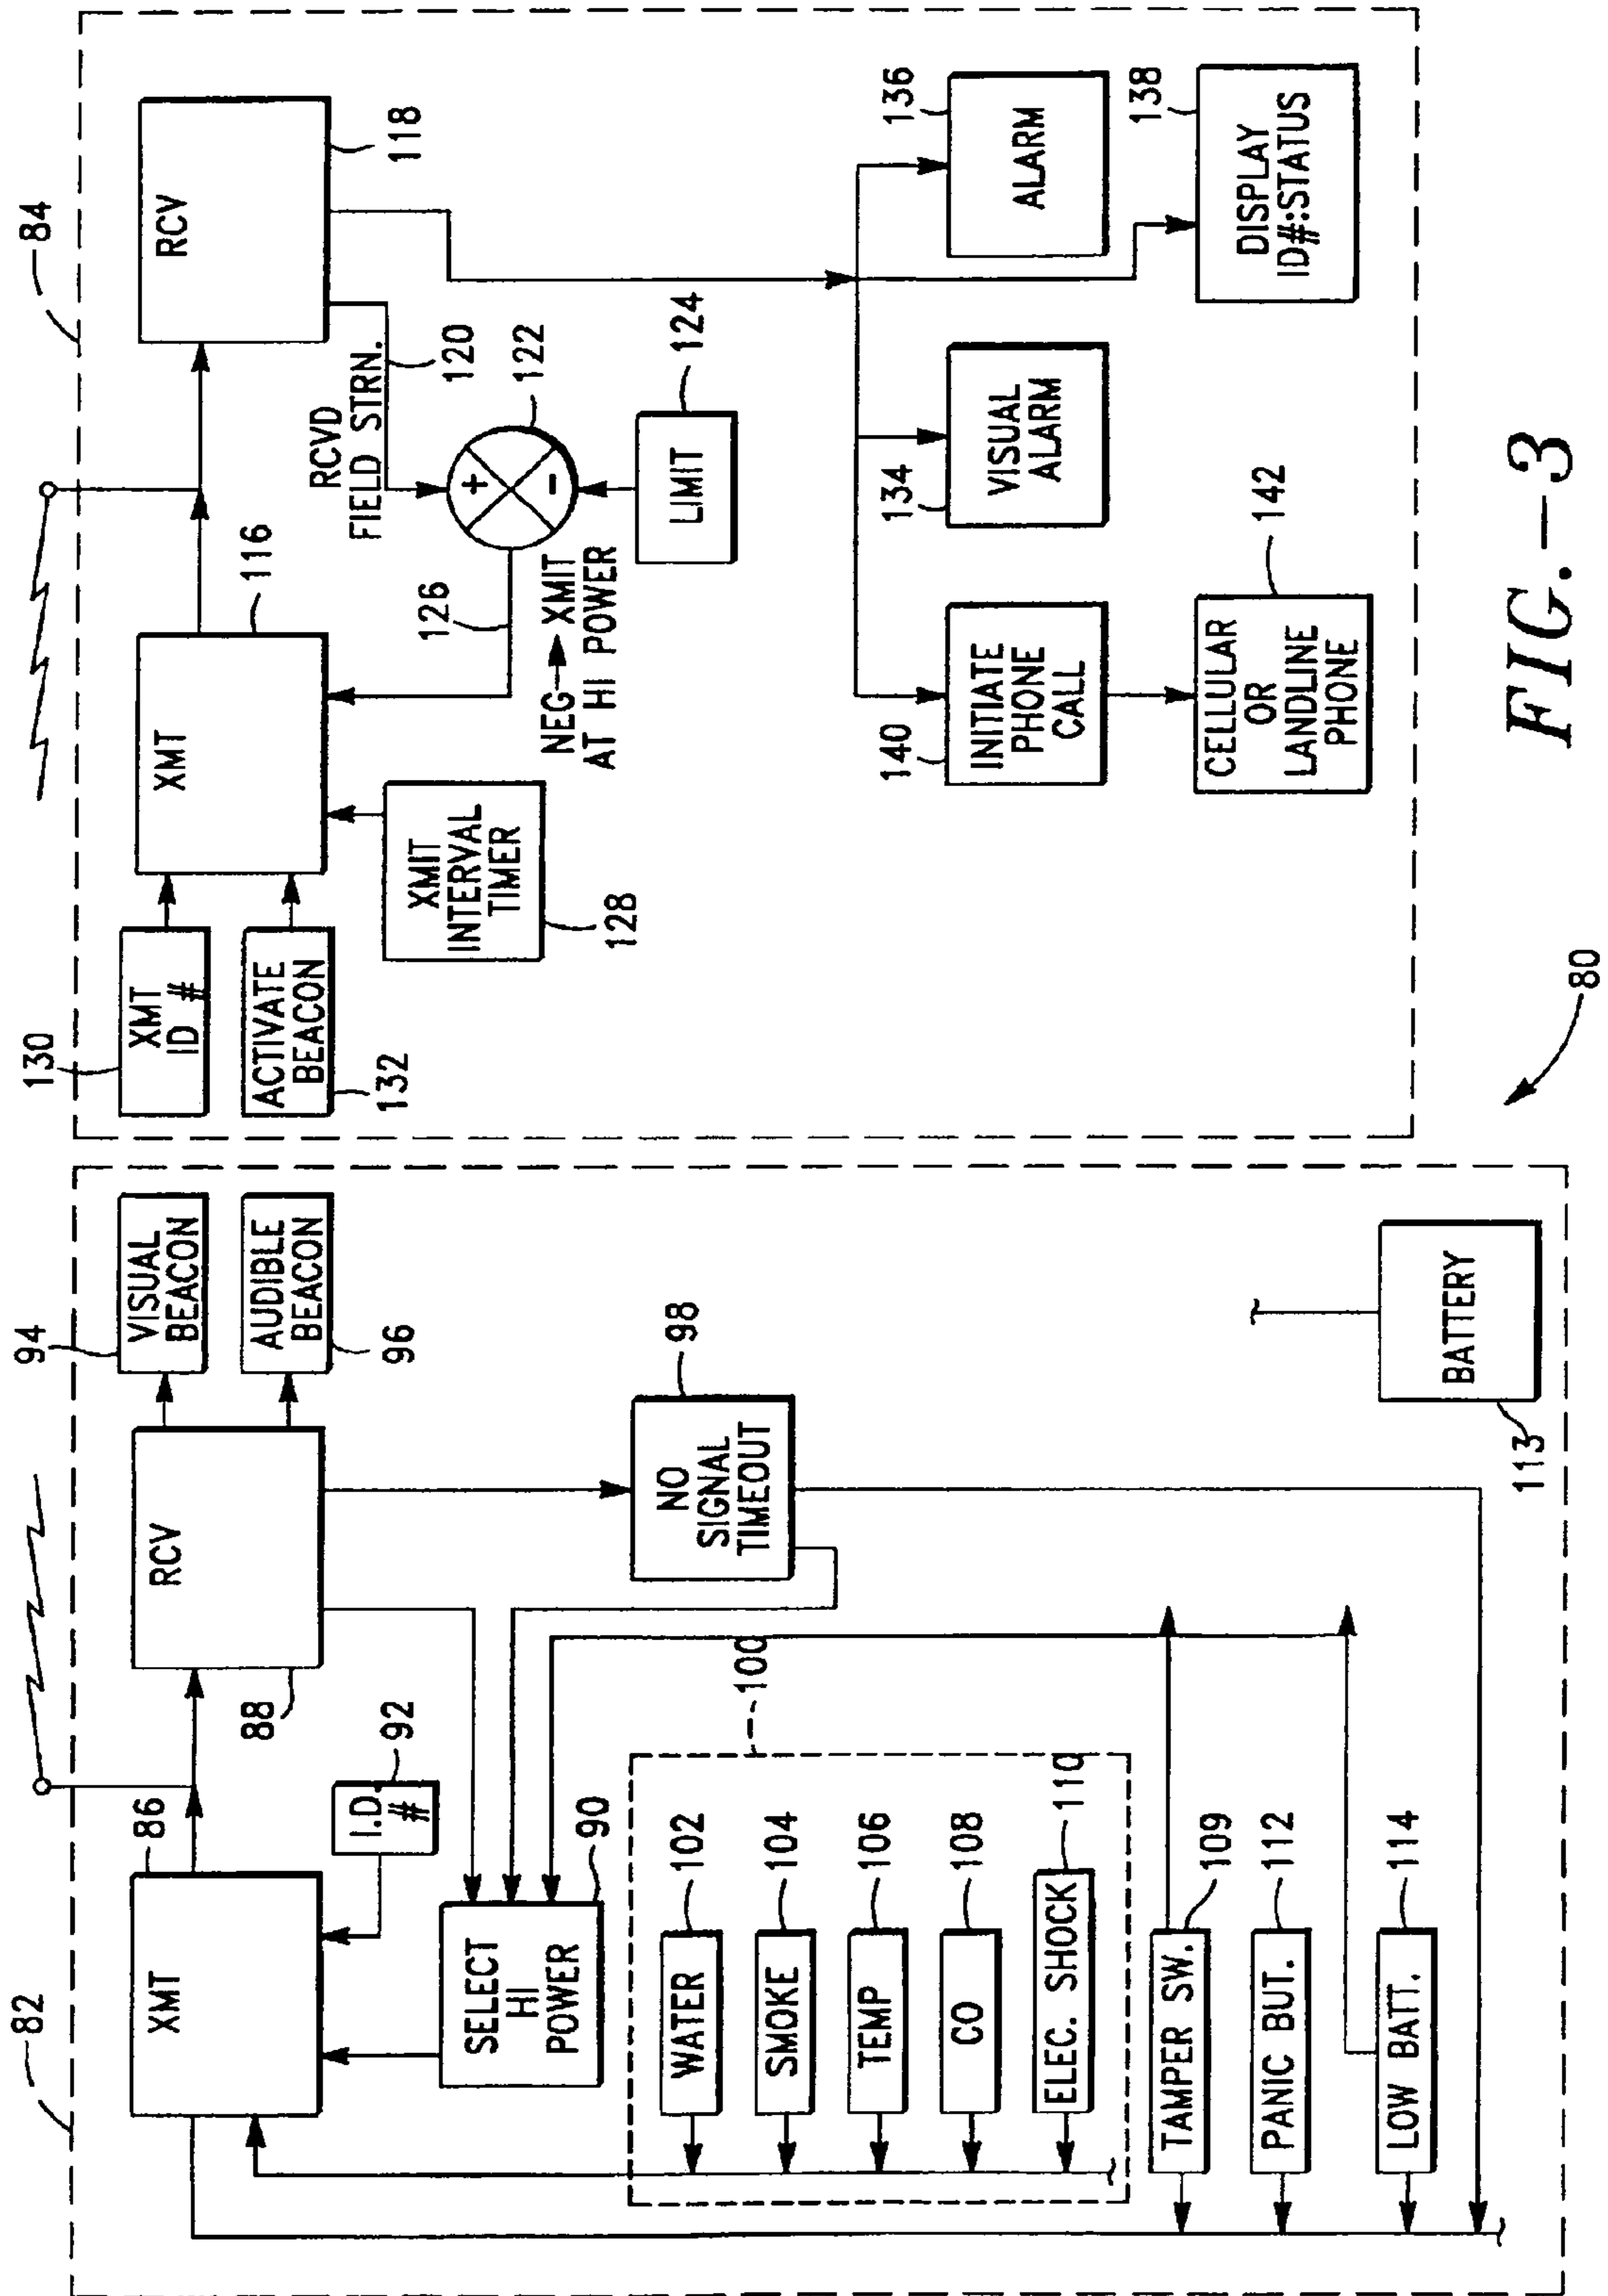 82
XMT
86
I.D.
#
92
SELECT
HI
POWER
90
RCV
88
VISUAL
BEACON
94
AUDIBLE
BEACON
96
NO
SIGNAL
TIMEOUT
98
100
WATER
102
SMOKE
104
TEMP
106
CO
108
ELEC. SHOCK
110
TAMPER SW.
109
PANIC BUT.
112
LOW BATT.
114
BATTERY
113
84
XMT
ID #
130
ACTIVATE
BEACON
132
XMT
116
XMIT
INTERVAL
TIMER
128
RCV
118
RCVD
FIELD STRN.
120
+
-
122
LIMIT
124
126
NEG→XMIT
AT HI POWER
INITIATE
PHONE
CALL
140
VISUAL
ALARM
134
ALARM
136
CELLULAR
OR
LANDLINE
PHONE
142
DISPLAY
ID#:STATUS
138
80
FIG.-3